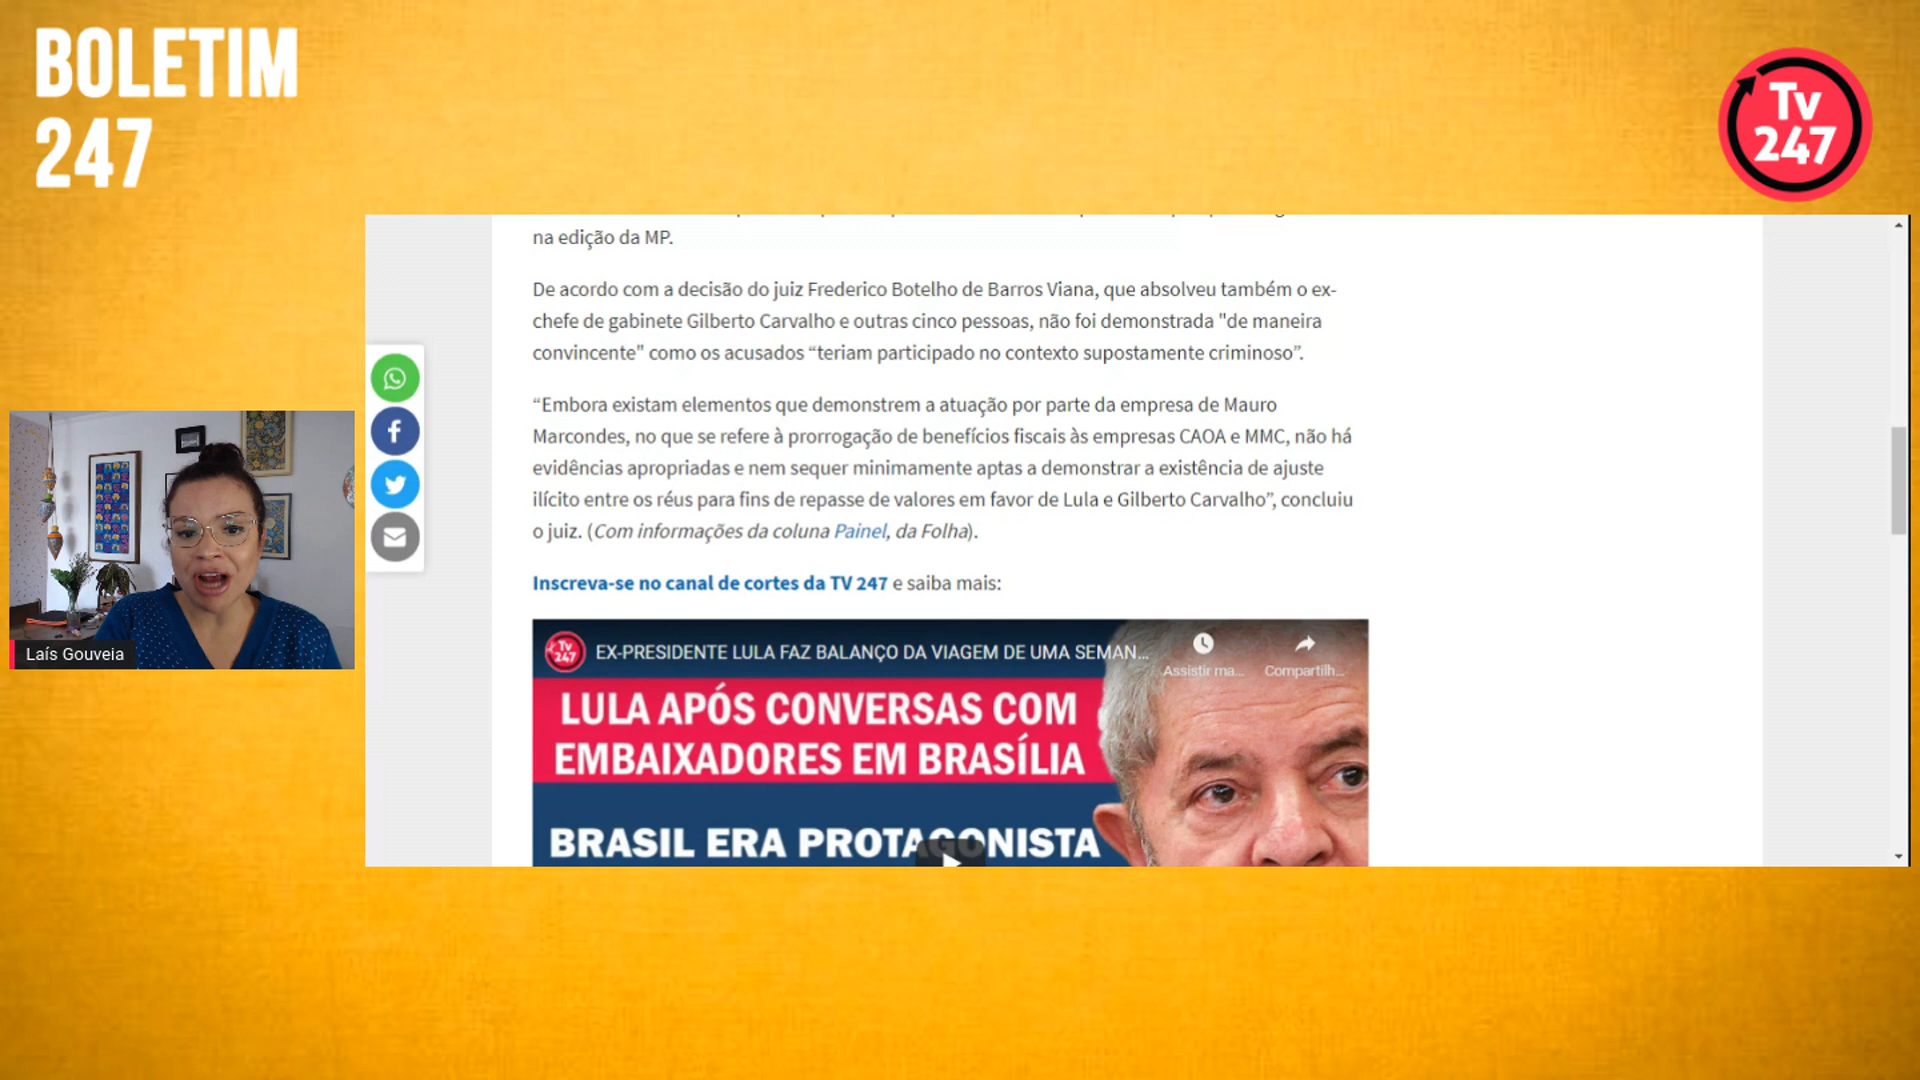 BOLETIM
247
Tv
247
na edição da MP.
De acordo com a decisão do juiz Frederico Botelho de Barros Viana, que absolveu também o ex-
chefe de gabinete Gilberto Carvalho e outras cinco pessoas, não foi demonstrada "de maneira
convincente" como os acusados “teriam participado no contexto supostamente criminoso”.
“Embora existam elementos que demonstrem a atuação por parte da empresa de Mauro
Marcondes, no que se refere à prorrogação de benefícios fiscais às empresas CAOA e MMC, não há
evidências apropriadas e nem sequer minimamente aptas a demonstrar a existência de ajuste
ilícito entre os réus para fins de repasse de valores em favor de Lula e Gilberto Carvalho”, concluiu
o juiz. (Com informações da coluna Painel, da Folha).
Inscreva-se no canal de cortes da TV 247 e saiba mais:
Tv
247
EX-PRESIDENTE LULA FAZ BALANÇO DA VIAGEM DE UMA SEMAN...
Assistir ma...
Compartilh...
LULA APÓS CONVERSAS COM
EMBAIXADORES EM BRASÍLIA
BRASIL ERA PROTAGONISTA
Laís Gouveia